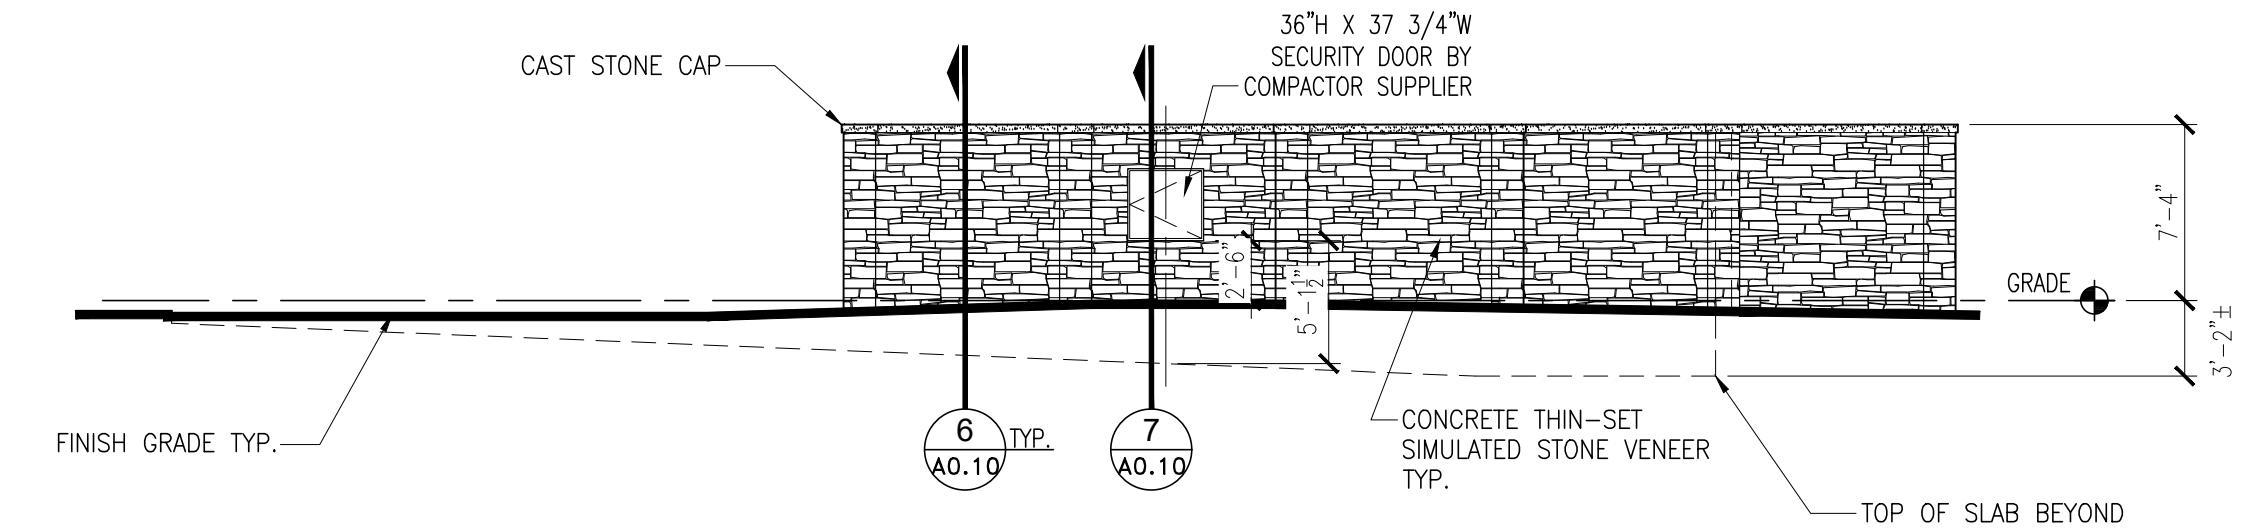 36"H X 37 3/4"W
SECURITY DOOR BY
COMPACTOR SUPPLIER
CAST STONE CAP
7'-4"
2'-6"
5'-1 1/2"
GRADE
3'-2"±
FINISH GRADE TYP.
6
A0.10
TYP.
7
A0.10
CONCRETE THIN-SET
SIMULATED STONE VENEER
TYP.
TOP OF SLAB BEYOND